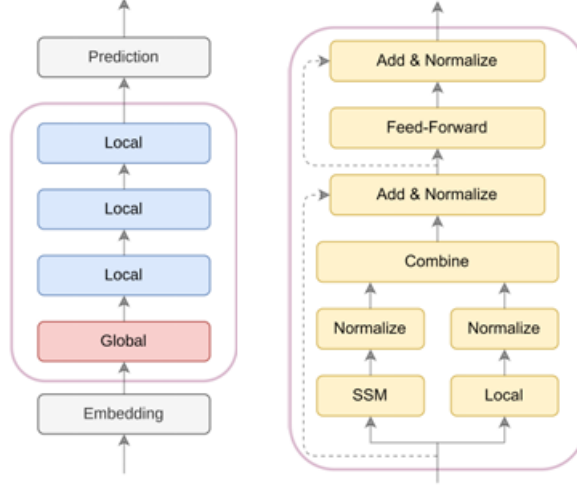 Prediction
Local
Local
Local
Global
Embedding
Add & Normalize
Feed-Forward
Add & Normalize
Combine
Normalize Normalize
SSM Local